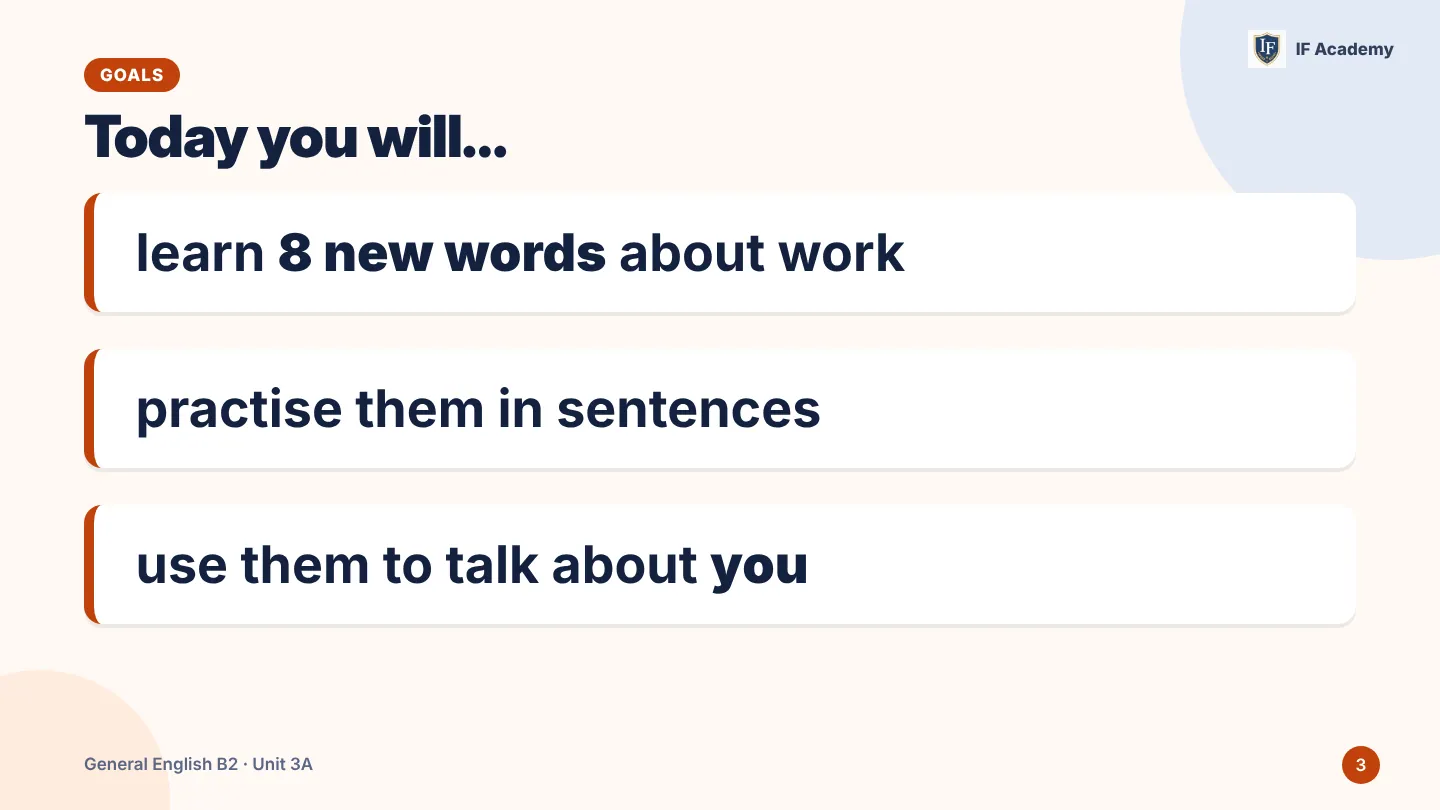 IF Academy
GOALS
Today you will...
learn 8 new words about work
practise them in sentences
use them to talk about you
General English B2 · Unit 3A
3